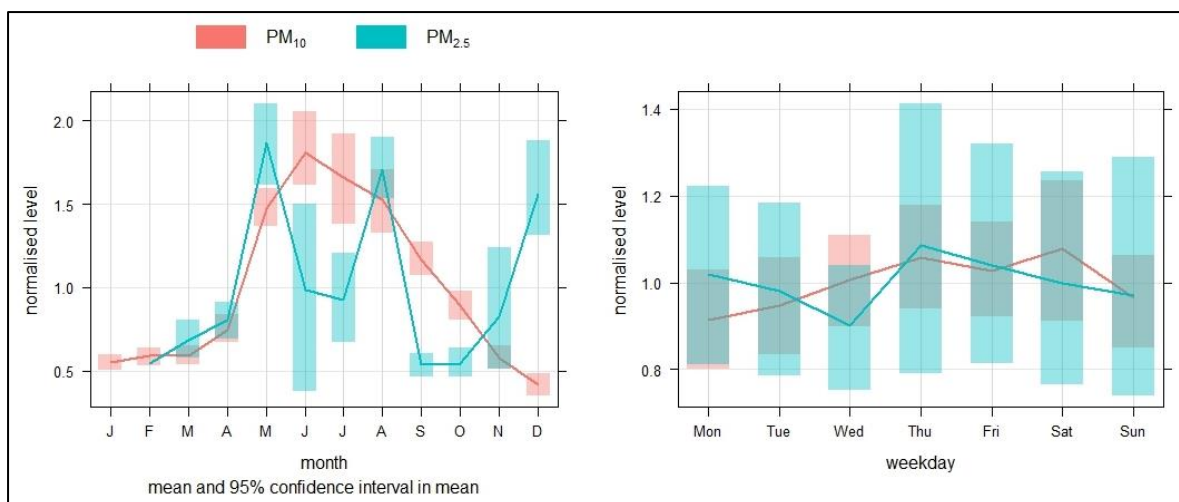 PM10 PM2.5
normalised level
2.0
1.5
1.0
0.5
J F M A M J J A S O N D
month
mean and 95% confidence interval in mean
normalised level
1.4
1.2
1.0
0.8
Mon Tue Wed Thu Fri Sat Sun
weekday